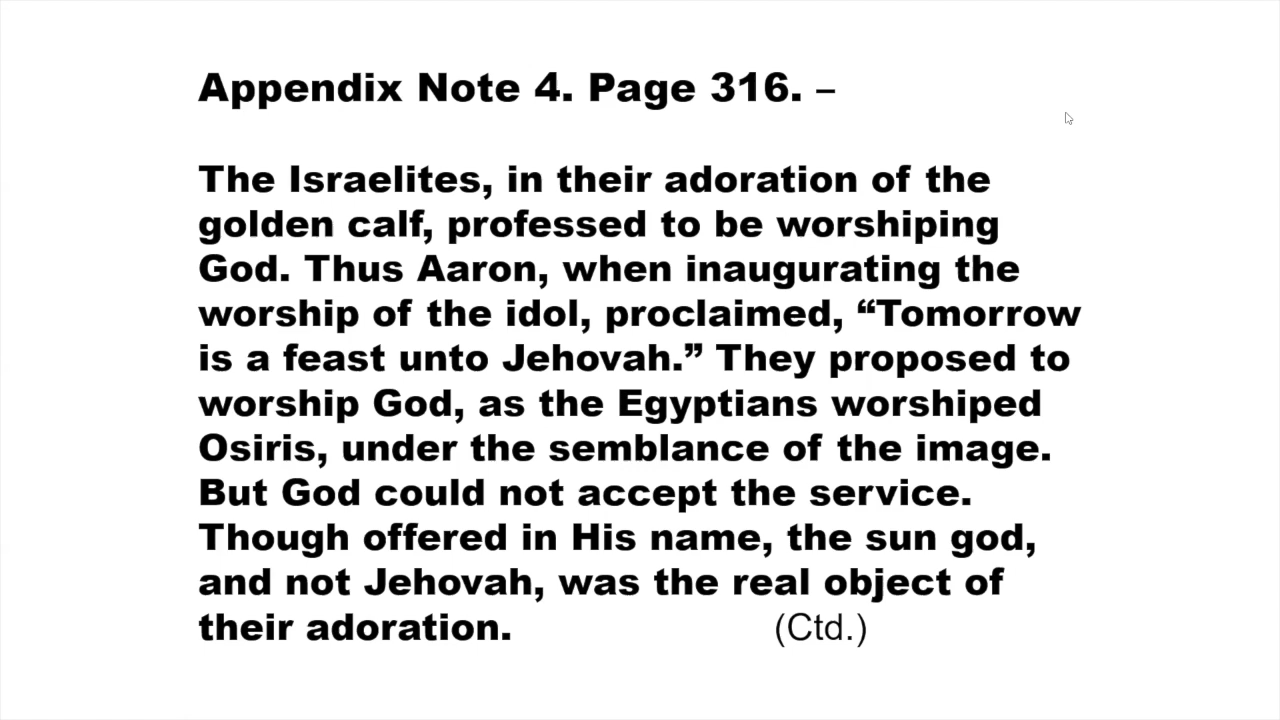 Appendix Note 4. Page 316. –
The Israelites, in their adoration of the
golden calf, professed to be worshiping
God. Thus Aaron, when inaugurating the
worship of the idol, proclaimed, “Tomorrow
is a feast unto Jehovah.” They proposed to
worship God, as the Egyptians worshiped
Osiris, under the semblance of the image.
But God could not accept the service.
Though offered in His name, the sun god,
and not Jehovah, was the real object of
their adoration. (Ctd.)